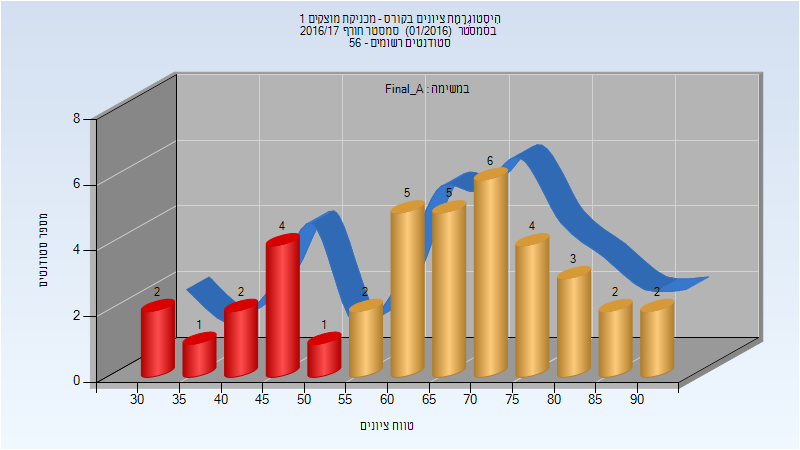 היסטוגרמת ציונים בקורס - מכניקת מוצקים 1
בסמסטר (01/2016) סמסטר חורף 2016/17
סטודנטים רשומים - 56
במשימה : Final_A
מספר סטודנטים
8
6
4
2
0
2
1
2
4
1
2
5
5
6
4
3
2
2
30 35 40 45 50 55 60 65 70 75 80 85 90
טווח ציונים